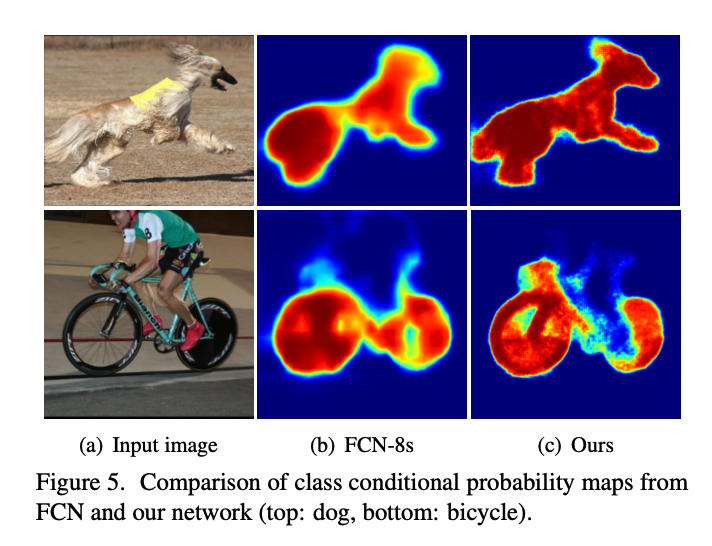 8
(a) Input image
(b) FCN-8s
(c) Ours
Figure 5. Comparison of class conditional probability maps from
FCN and our network (top: dog, bottom: bicycle).